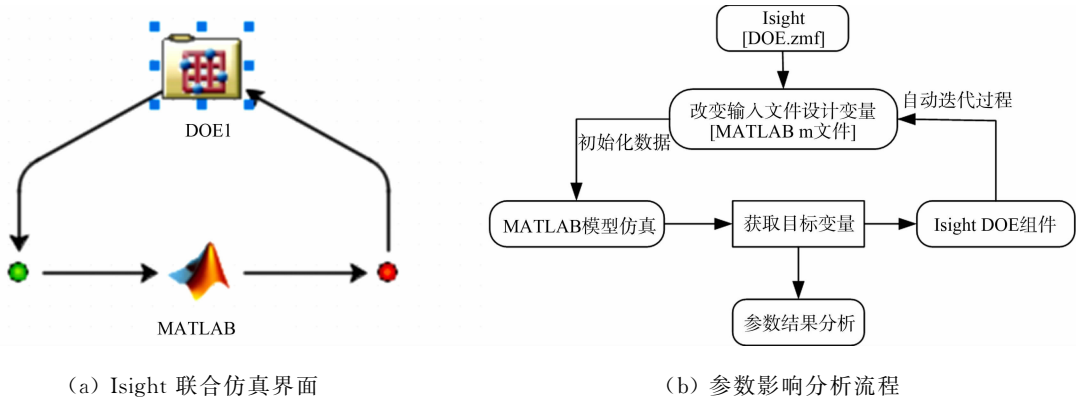 DOE1
MATLAB
(a) Isight 联合仿真界面
Isight
[DOE.zmf]
改变输入文件设计变量
[MATLAB m文件]
自动迭代过程
初始化数据
MATLAB模型仿真
获取目标变量
Isight DOE组件
参数结果分析
(b) 参数影响分析流程